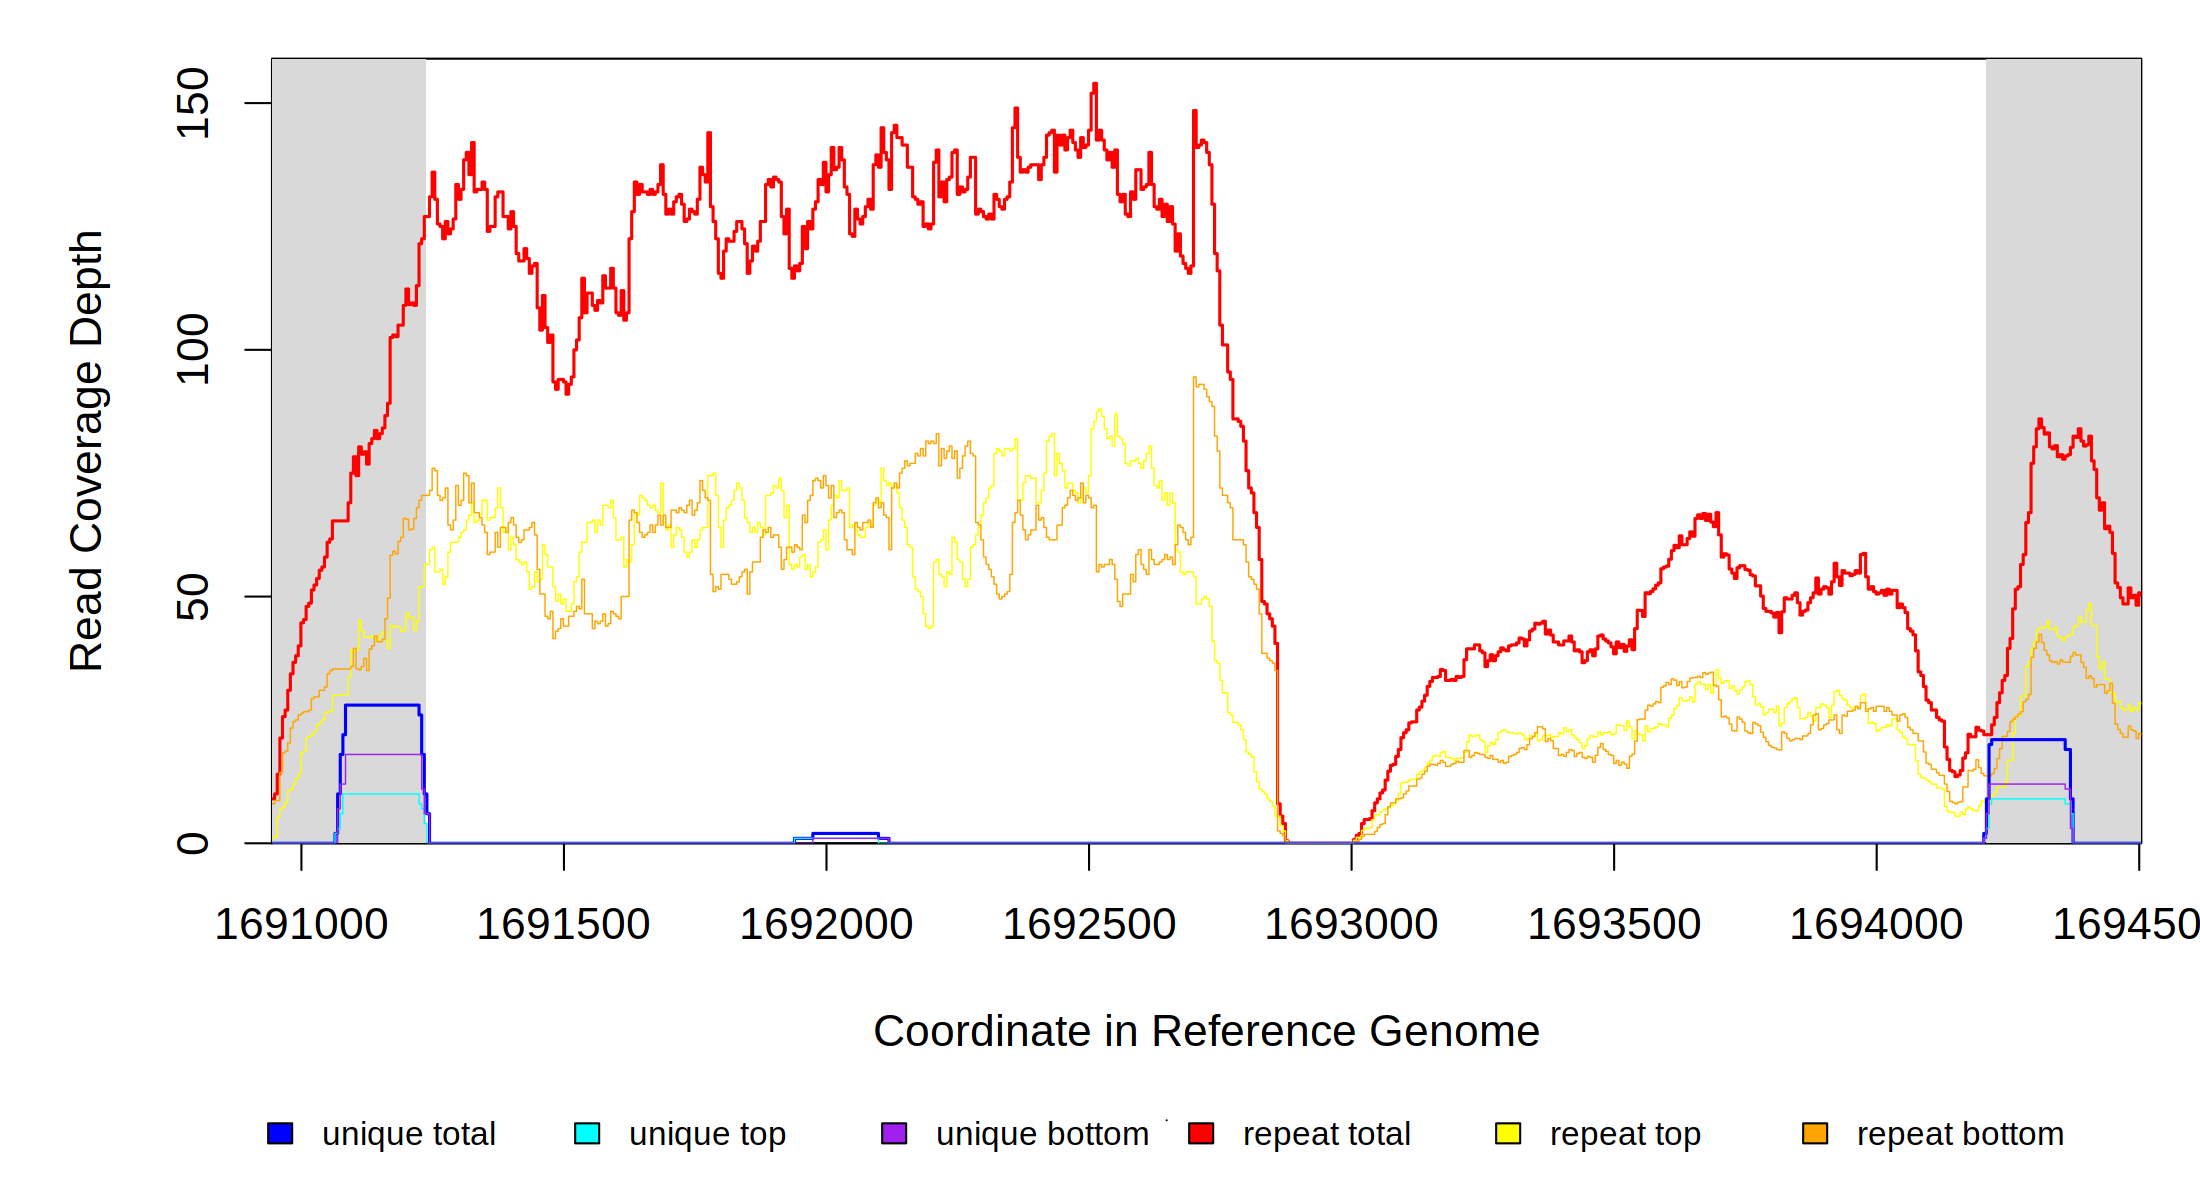 Read Coverage Depth
150
100
50
0
1691000 1691500 1692000 1692500 1693000 1693500 1694000 169450
Coordinate in Reference Genome
unique total unique top unique bottom repeat total repeat top repeat bottom